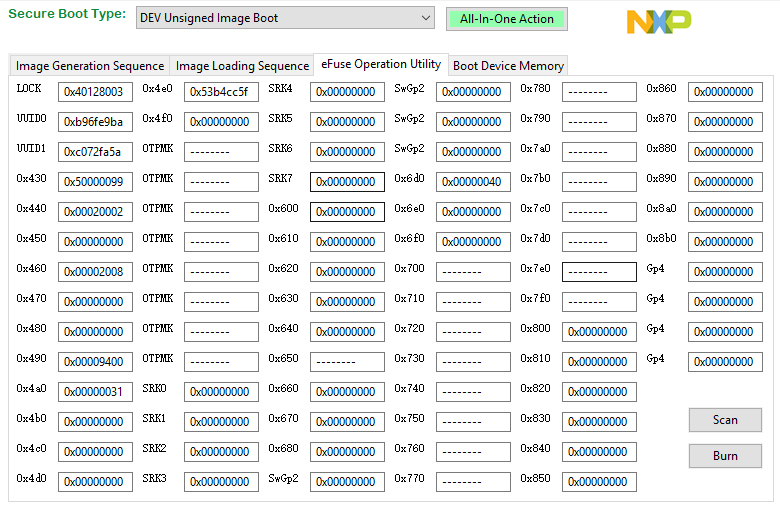 Secure Boot Type: DEV Unsigned Image Boot All-In-One Action NXP
Image Generation Sequence Image Loading Sequence eFuse Operation Utility Boot Device Memory
LOCK 0x40128003 0x4e0 0x53b4cc5f SRK4 0x00000000 SwGp2 0x00000000 0x780 -------- 0x860 0x00000000
UUID0 0xb96fe9ba 0x4f0 0x00000000 SRK5 0x00000000 SwGp2 0x00000000 0x790 -------- 0x870 0x00000000
UUID1 0xc072fa5a OTPMK -------- SRK6 0x00000000 SwGp2 0x00000000 0x7a0 -------- 0x880 0x00000000
0x430 0x50000099 OTPMK -------- SRK7 0x00000000 0x6d0 0x00000040 0x7b0 -------- 0x890 0x00000000
0x440 0x00020002 OTPMK -------- 0x600 0x00000000 0x6e0 0x00000000 0x7c0 -------- 0x8a0 0x00000000
0x450 0x00000000 OTPMK -------- 0x610 0x00000000 0x6f0 0x00000000 0x7d0 -------- 0x8b0 0x00000000
0x460 0x00002008 OTPMK -------- 0x620 0x00000000 0x700 -------- 0x7e0 -------- Gp4 0x00000000
0x470 0x00000000 OTPMK -------- 0x630 0x00000000 0x710 -------- 0x7f0 -------- Gp4 0x00000000
0x480 0x00000000 OTPMK -------- 0x640 0x00000000 0x720 -------- 0x800 0x00000000 Gp4 0x00000000
0x490 0x00009400 OTPMK -------- 0x650 -------- 0x730 -------- 0x810 0x00000000 Gp4 0x00000000
0x4a0 0x00000031 SRK0 0x00000000 0x660 0x00000000 0x740 -------- 0x820 0x00000000
0x4b0 0x00000000 SRK1 0x00000000 0x670 0x00000000 0x750 -------- 0x830 0x00000000 Scan
0x4c0 0x00000000 SRK2 0x00000000 0x680 0x00000000 0x760 -------- 0x840 0x00000000 Burn
0x4d0 0x00000000 SRK3 0x00000000 SwGp2 0x00000000 0x770 -------- 0x850 0x00000000